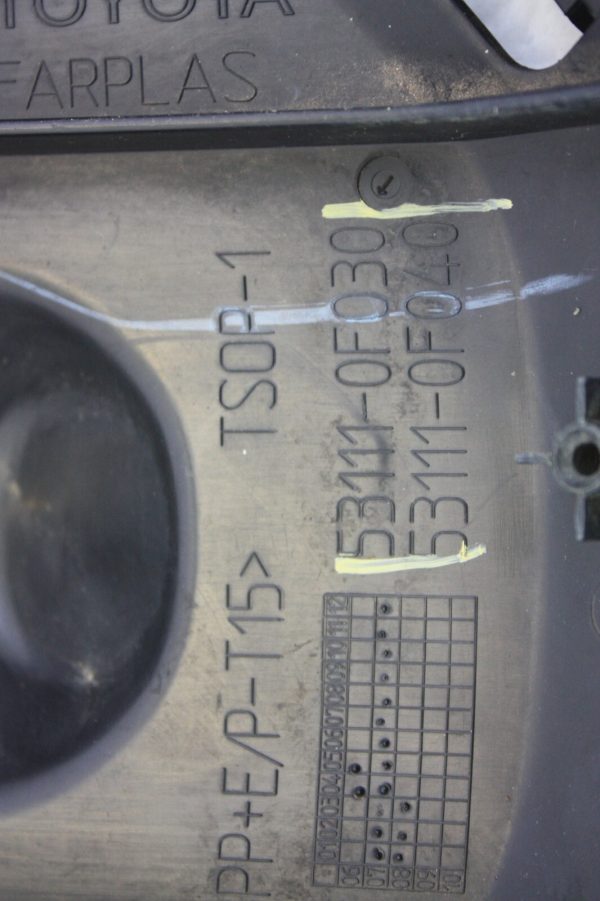 TOYOTA
FARPLAS
TSOP-1
PP+E/P-T15>
53111-0F030
53111-0F040
01 02 03 04 05 06 07 08 09 10 11 12
06
07
08
09
10